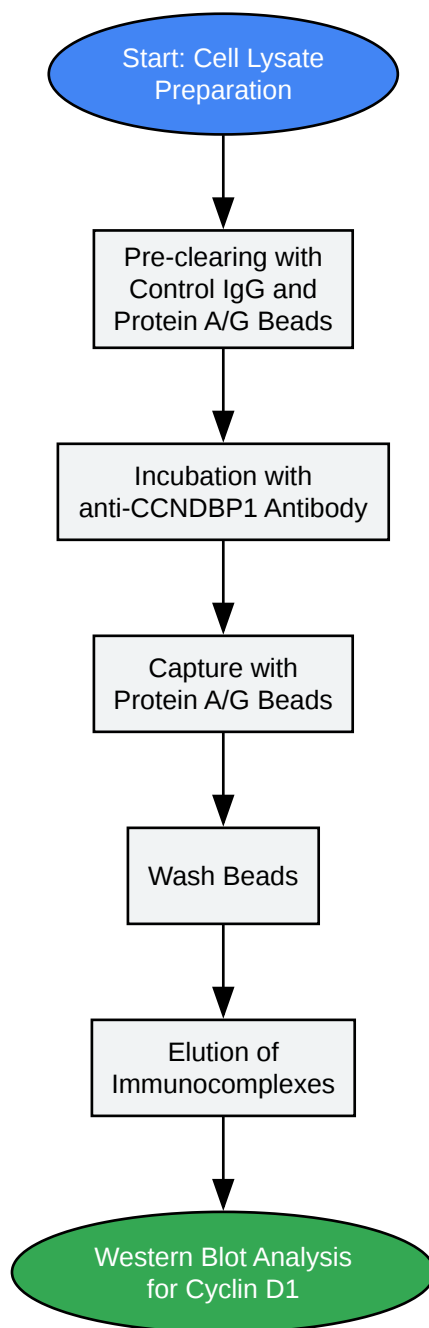 Start: Cell Lysate
Preparation
Pre-clearing with
Control IgG and
Protein A/G Beads
Incubation with
anti-CCNDBP1 Antibody
Capture with
Protein A/G Beads
Wash Beads
Elution of
Immunocomplexes
Western Blot Analysis
for Cyclin D1